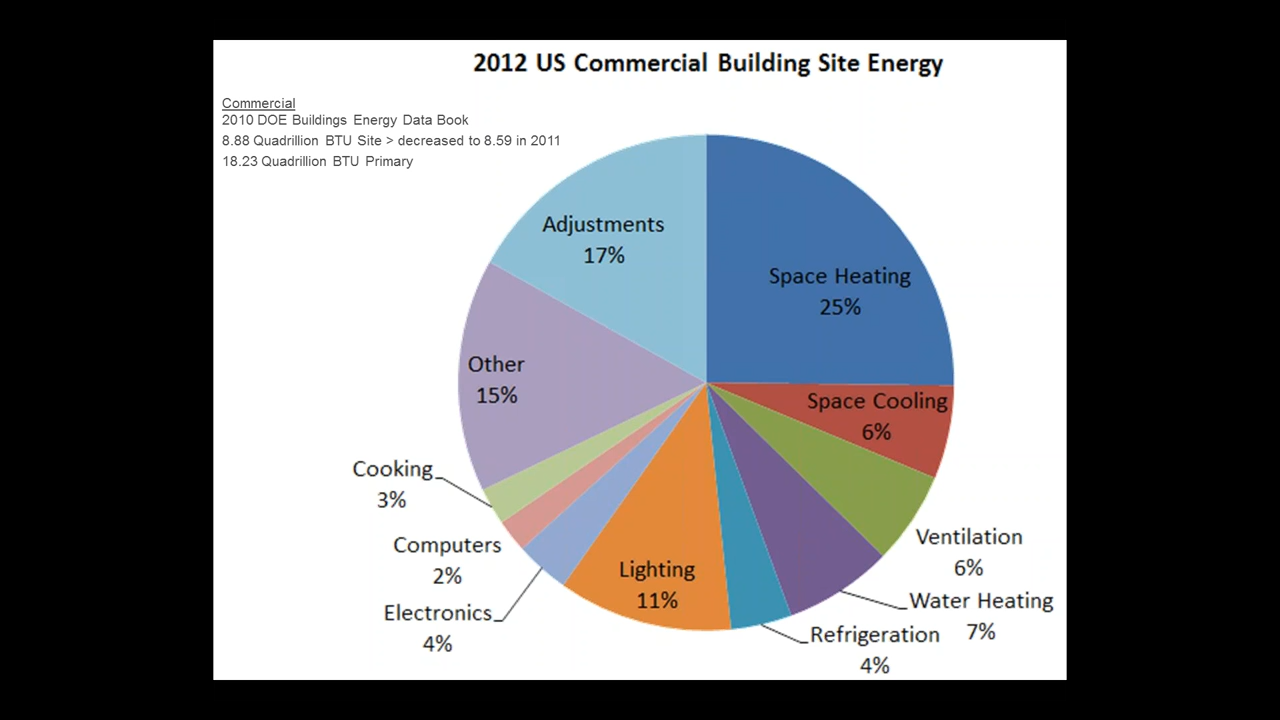 2012 US Commercial Building Site Energy
Commercial
2010 DOE Buildings Energy Data Book
8.88 Quadrillion BTU Site > decreased to 8.59 in 2011
18.23 Quadrillion BTU Primary
Adjustments
17%
Space Heating
25%
Other
15%
Space Cooling
6%
Cooking
3%
Ventilation
6%
Computers
2%
Lighting
11%
Water Heating
7%
Electronics
4%
Refrigeration
4%